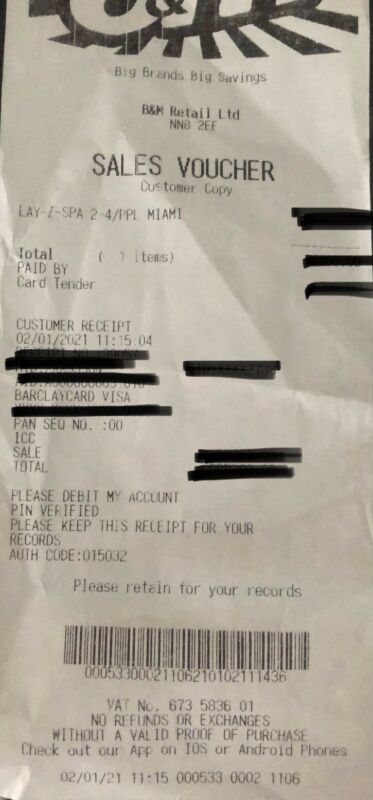 B&M
Big Brands Big Savings
B&M Retail Ltd
NN8 2EF
SALES VOUCHER
Customer Copy
LAY-Z-SPA 2-4/PPL MIAMI
Total ( 1 items)
PAID BY
Card Tender
CUSTOMER RECEIPT
02/01/2021 11:15:04
BARCLAYCARD VISA
PAN SEQ NO. :00
ICC
SALE
TOTAL
PLEASE DEBIT MY ACCOUNT
PIN VERIFIED
PLEASE KEEP THIS RECEIPT FOR YOUR
RECORDS
AUTH CODE:015032
Please retain for your records
00053300021106210102111436
VAT No. 673 5836 01
NO REFUNDS OR EXCHANGES
WITHOUT A VALID PROOF OF PURCHASE
Check out our App on IOS or Android Phones
02/01/21 11:15 000533 0002 1106